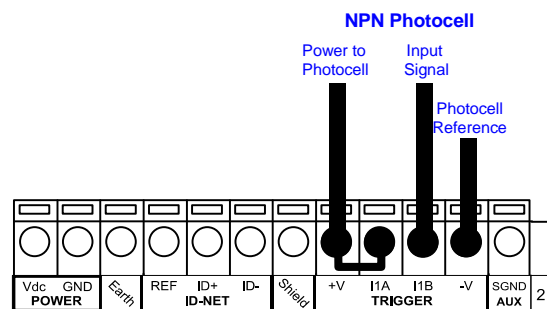 NPN Photocell
Power to
Photocell
Input
Signal
Photocell
Reference
Vdc GND Earth REF ID+ ID- Shield +V I1A I1B -V SGND 2
POWER ID-NET TRIGGER AUX